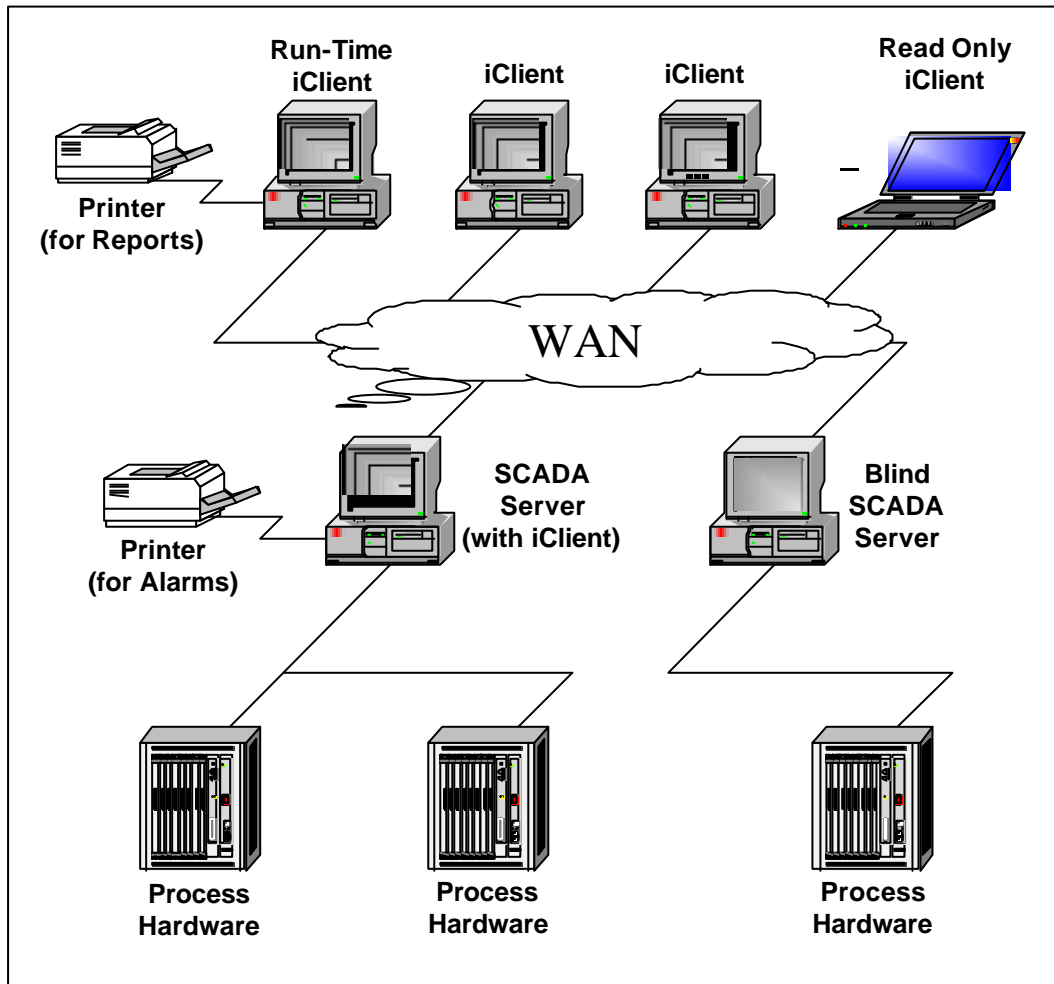 Run-Time
iClient
iClient
iClient
Read Only
iClient
Printer
(for Reports)
WAN
SCADA
Server
(with iClient)
Blind
SCADA
Server
Printer
(for Alarms)
Process
Hardware
Process
Hardware
Process
Hardware